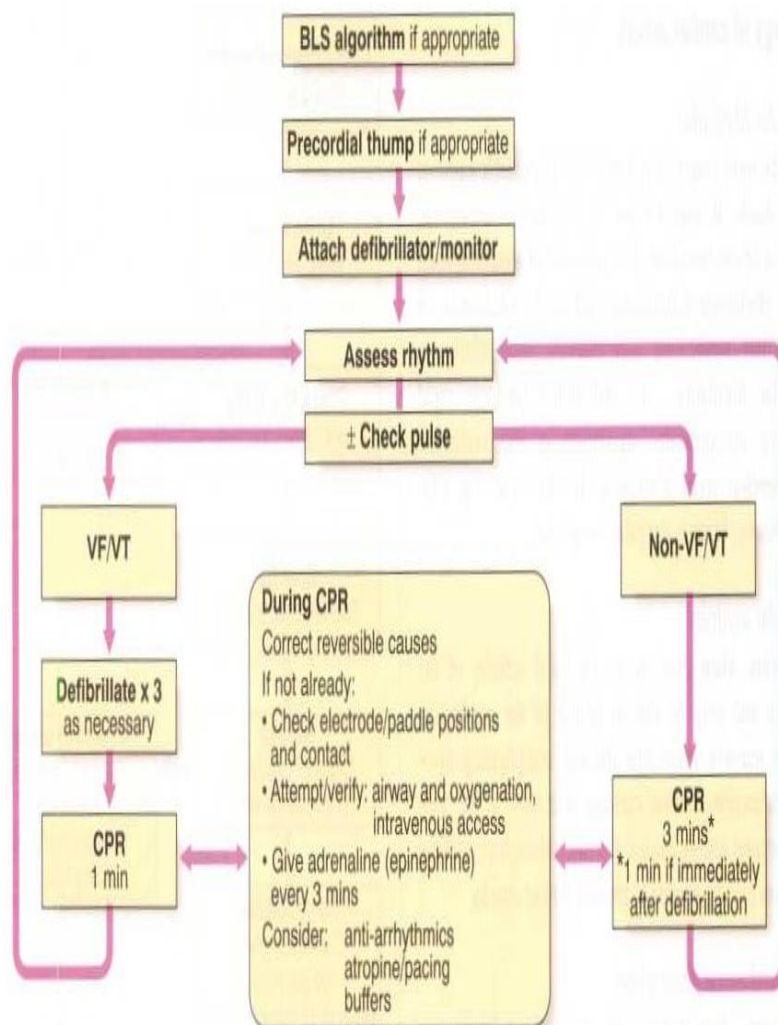 BLS algorithm if appropriate
Precordial thump if appropriate
Attach defibrillator/monitor
Assess rhythm
± Check pulse
VF/VT
Non-VF/VT
Defibrillate x 3
as necessary
CPR
1 min
During CPR
Correct reversible causes
If not already:
• Check electrode/paddle positions
and contact
• Attempt/verify: airway and oxygenation,
intravenous access
• Give adrenaline (epinephrine)
every 3 mins
Consider: anti-arrhythmics
atropine/pacing
buffers
CPR
3 mins*
*1 min if immediately
after defibrillation